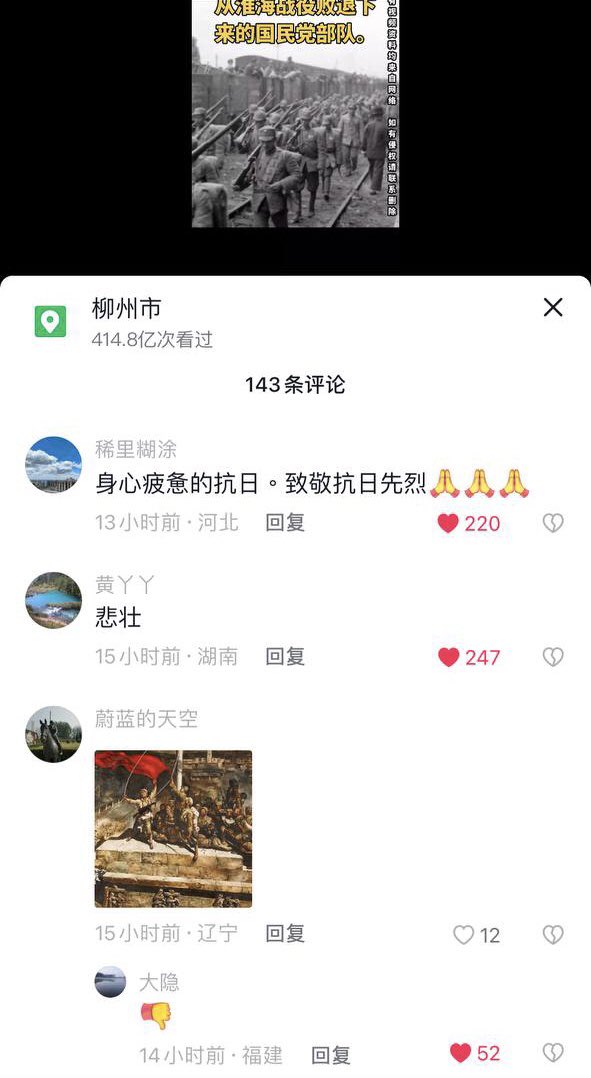 从淮海战役败退下
来的国民党部队。
有视频资料均来自网络 如有侵权请联系删除
柳州市
414.8亿次看过
143条评论
稀里糊涂
身心疲惫的抗日。致敬抗日先烈🙏🙏🙏
13小时前·河北 回复 220
黄丫丫
悲壮
15小时前·湖南 回复 247
蔚蓝的天空
15小时前·辽宁 回复 12
大隐
👎
14小时前·福建 回复 52